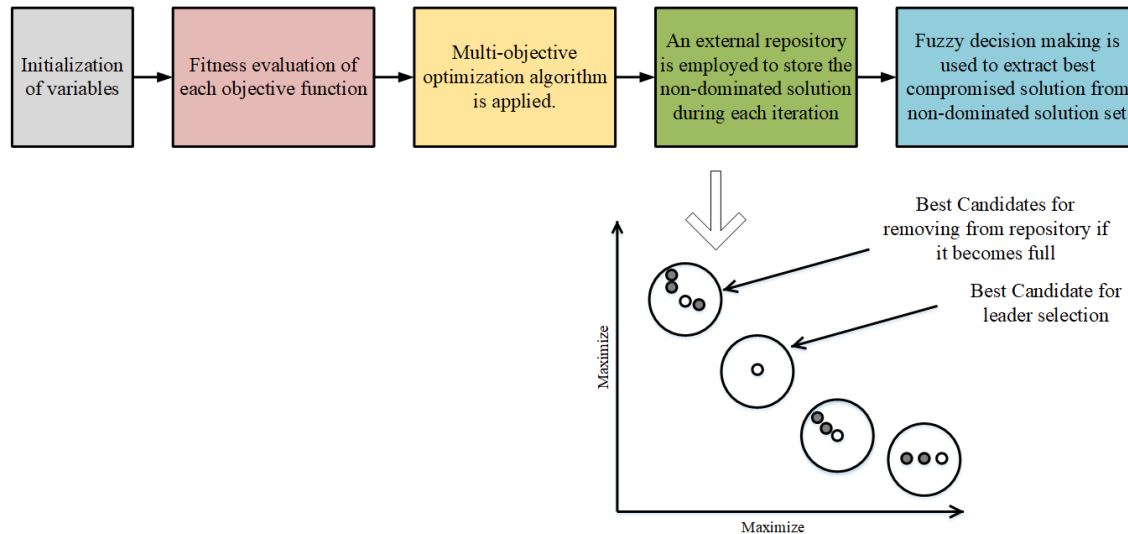 Initialization
of variables
Fitness evaluation of
each objective function
Multi-objective
optimization algorithm
is applied.
An external repository
is employed to store the
non-dominated solution
during each iteration
Fuzzy decision making is
used to extract best
compromised solution from
non-dominated solution set
Best Candidates for
removing from repository if
it becomes full
Best Candidate for
leader selection
Maximize
Maximize